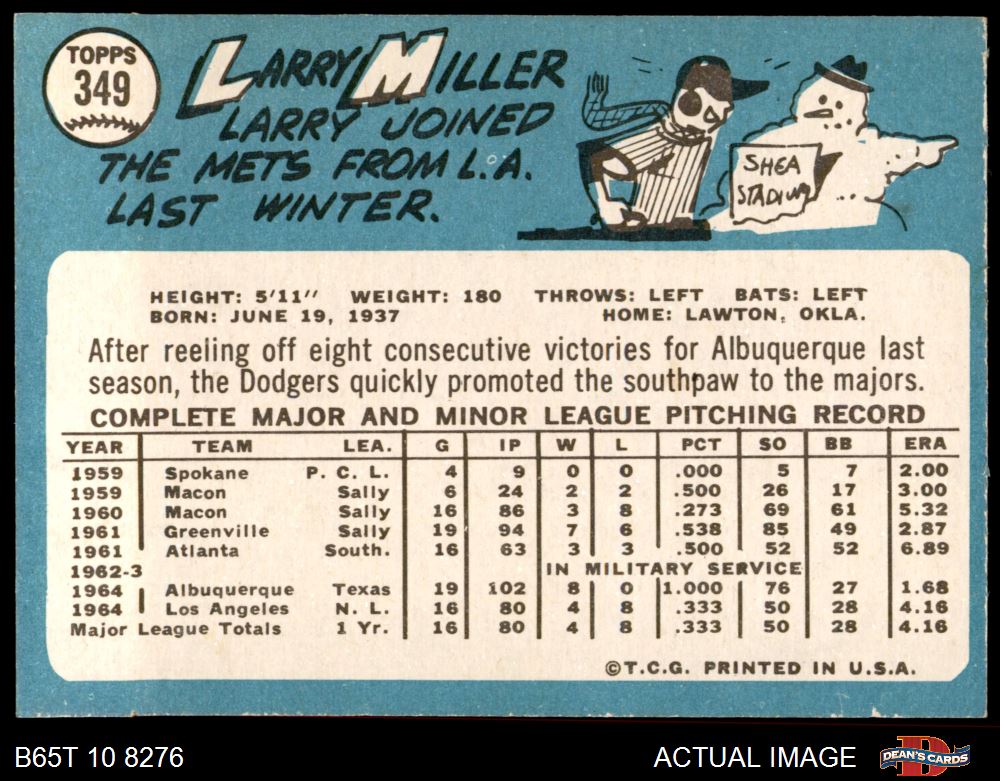 TOPPS
349
LARRY MILLER
LARRY JOINED
THE METS FROM L.A.
LAST WINTER.
SHEA
STADIUM
HEIGHT: 5'11" WEIGHT: 180 THROWS: LEFT BATS: LEFT
BORN: JUNE 19, 1937 HOME: LAWTON, OKLA.
After reeling off eight consecutive victories for Albuquerque last
season, the Dodgers quickly promoted the southpaw to the majors.
COMPLETE MAJOR AND MINOR LEAGUE PITCHING RECORD
YEAR TEAM LEA. G IP W L PCT SO BB ERA
1959 Spokane P. C. L. 4 9 0 0 .000 5 7 2.00
1959 Macon Sally 6 24 2 2 .500 26 17 3.00
1960 Macon Sally 16 86 3 8 .273 69 61 5.32
1961 Greenville Sally 19 94 7 6 .538 85 49 2.87
1961 Atlanta South. 16 63 3 3 .500 52 52 6.89
1962-3 IN MILITARY SERVICE
1964 Albuquerque Texas 19 102 8 0 1.000 76 27 1.68
1964 Los Angeles N. L. 16 80 4 8 .333 50 28 4.16
Major League Totals 1 Yr. 16 80 4 8 .333 50 28 4.16
©T.C.G. PRINTED IN U.S.A.
B65T 10 8276
ACTUAL IMAGE
D
DEAN'S CARDS